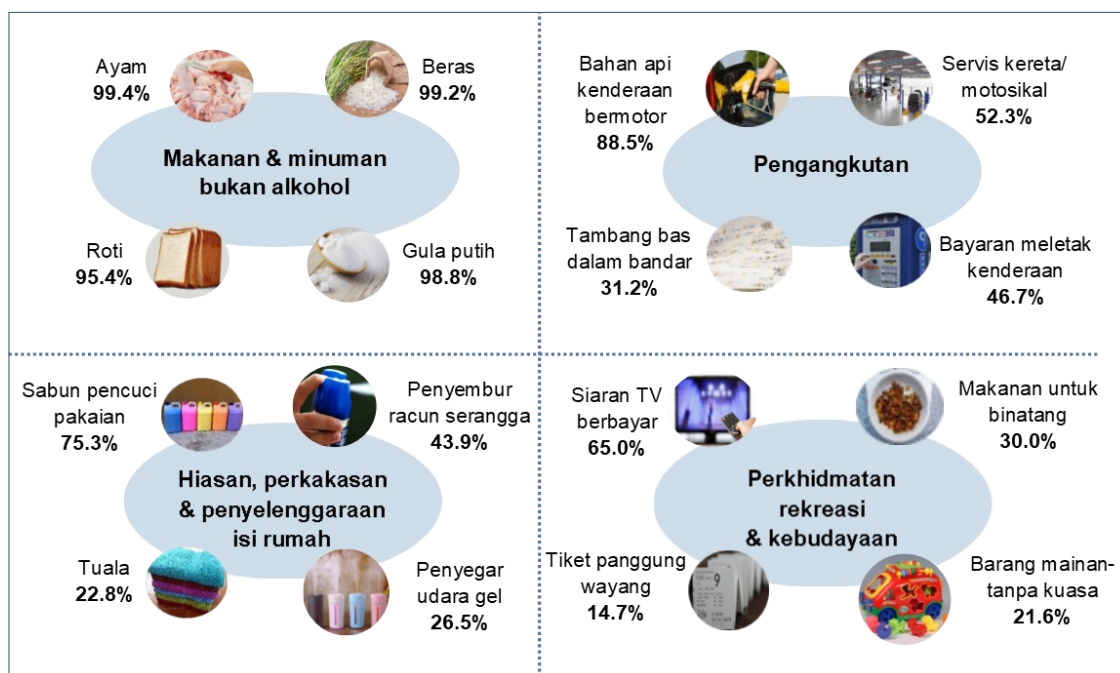 Ayam
99.4%
Beras
99.2%
Makanan & minuman
bukan alkohol
Roti
95.4%
Gula putih
98.8%
Bahan api
kenderaan
bermotor
88.5%
Servis kereta/
motosikal
52.3%
Pengangkutan
Tambang bas
dalam bandar
31.2%
Bayaran meletak
kenderaan
46.7%
Sabun pencuci
pakaian
75.3%
Penyembur
racun serangga
43.9%
Hiasan, perkakasan
& penyelenggaraan
isi rumah
Tuala
22.8%
Penyegar
udara gel
26.5%
Siaran TV
berbayar
65.0%
Makanan untuk
binatang
30.0%
Perkhidmatan
rekreasi
& kebudayaan
Tiket panggung
wayang
14.7%
9
Barang mainan-
tanpa kuasa
21.6%